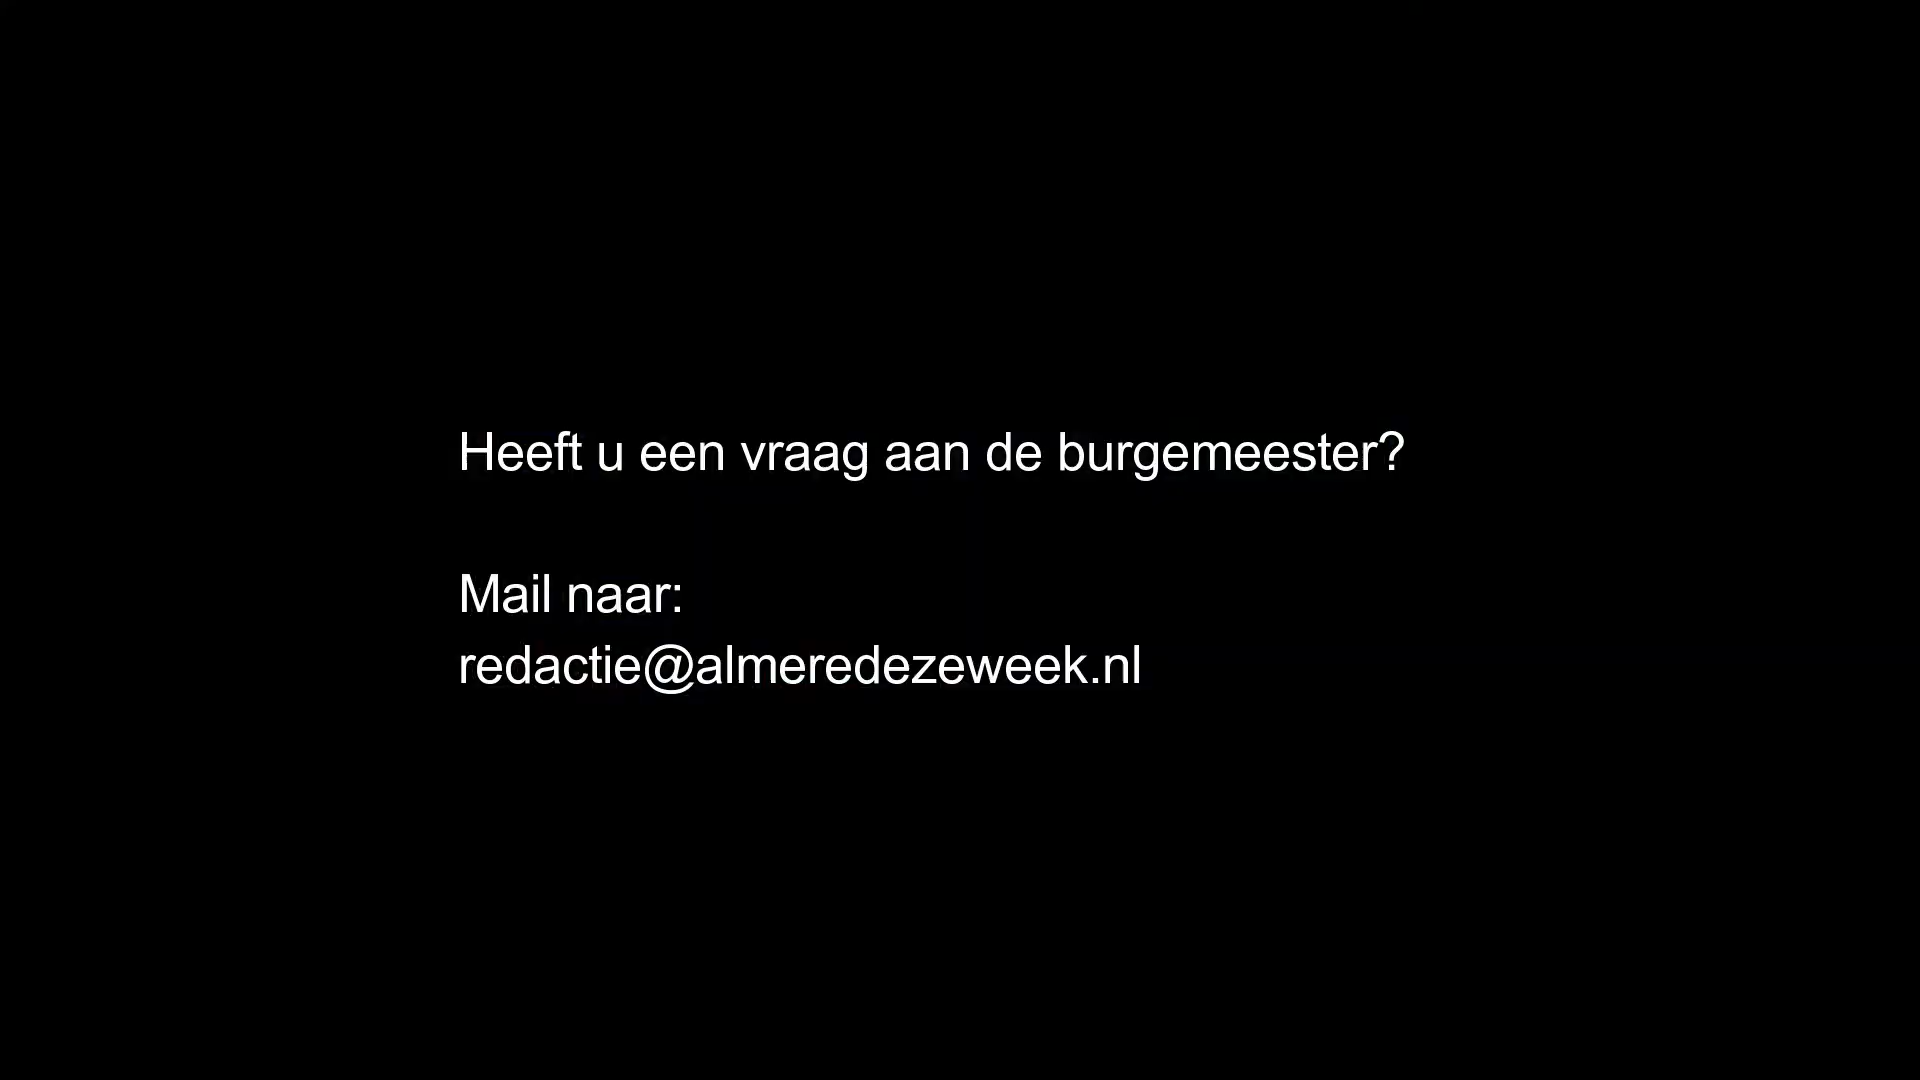 Heeft u een vraag aan de burgemeester?
Mail naar:
redactie@almeredezeweek.nl